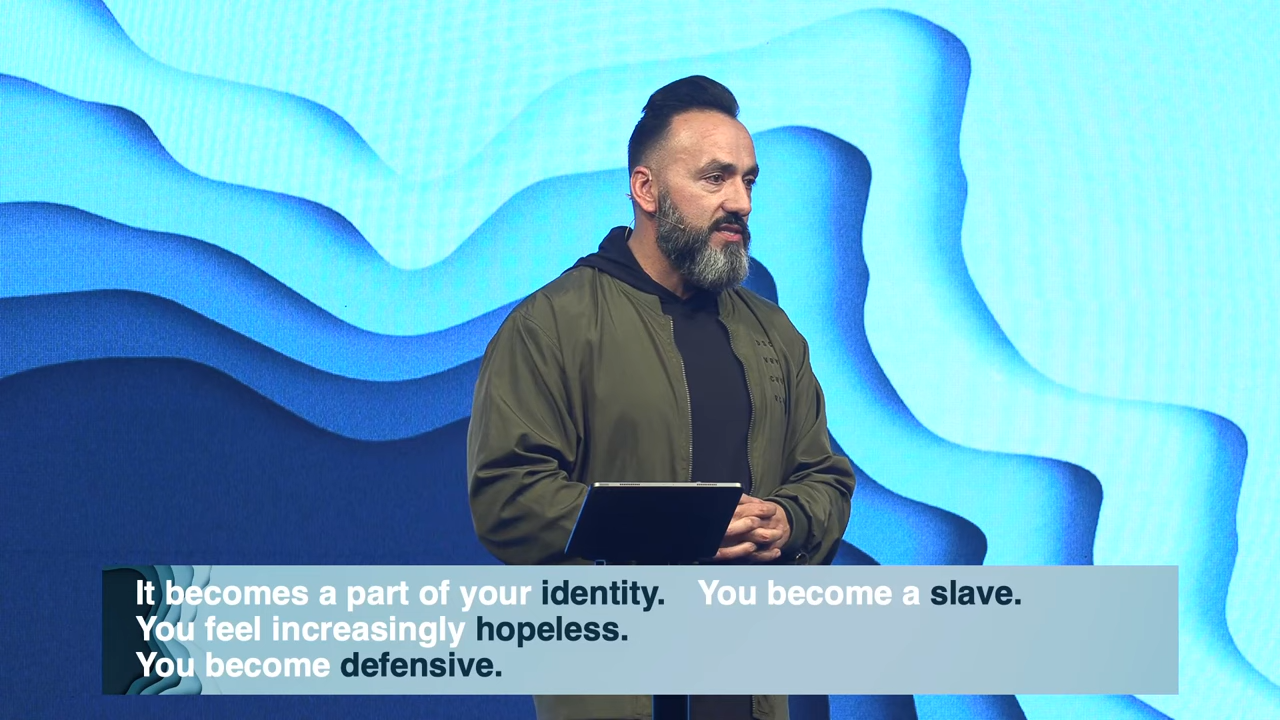 It becomes a part of your identity. You become a slave.
You feel increasingly hopeless.
You become defensive.